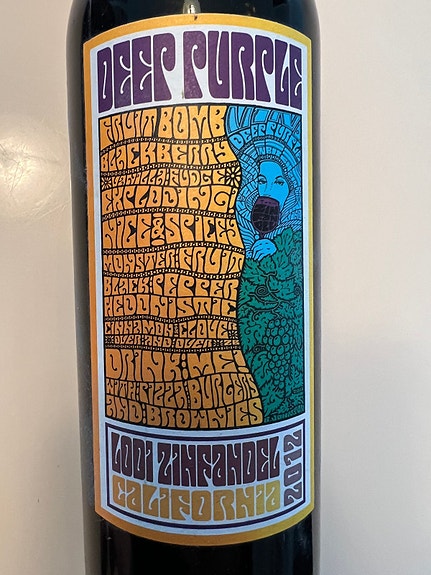 DEEP PURPLE
FRUIT BOMB
BLACKBERRY
VANILLA:FUDGE
EXPLODING!
NICE & SPICEY
MONSTER:FRUIT
BLACK:PEPPER
HEDONISTIC
CINNAMON:CLOVE
OVER:AND:OVER
DRINK:ME!
WITH:PIZZA:BURGERS
AND:BROWNIES
DEEP PURPLE
LODI ZINFANDEL
CALIFORNIA
2012